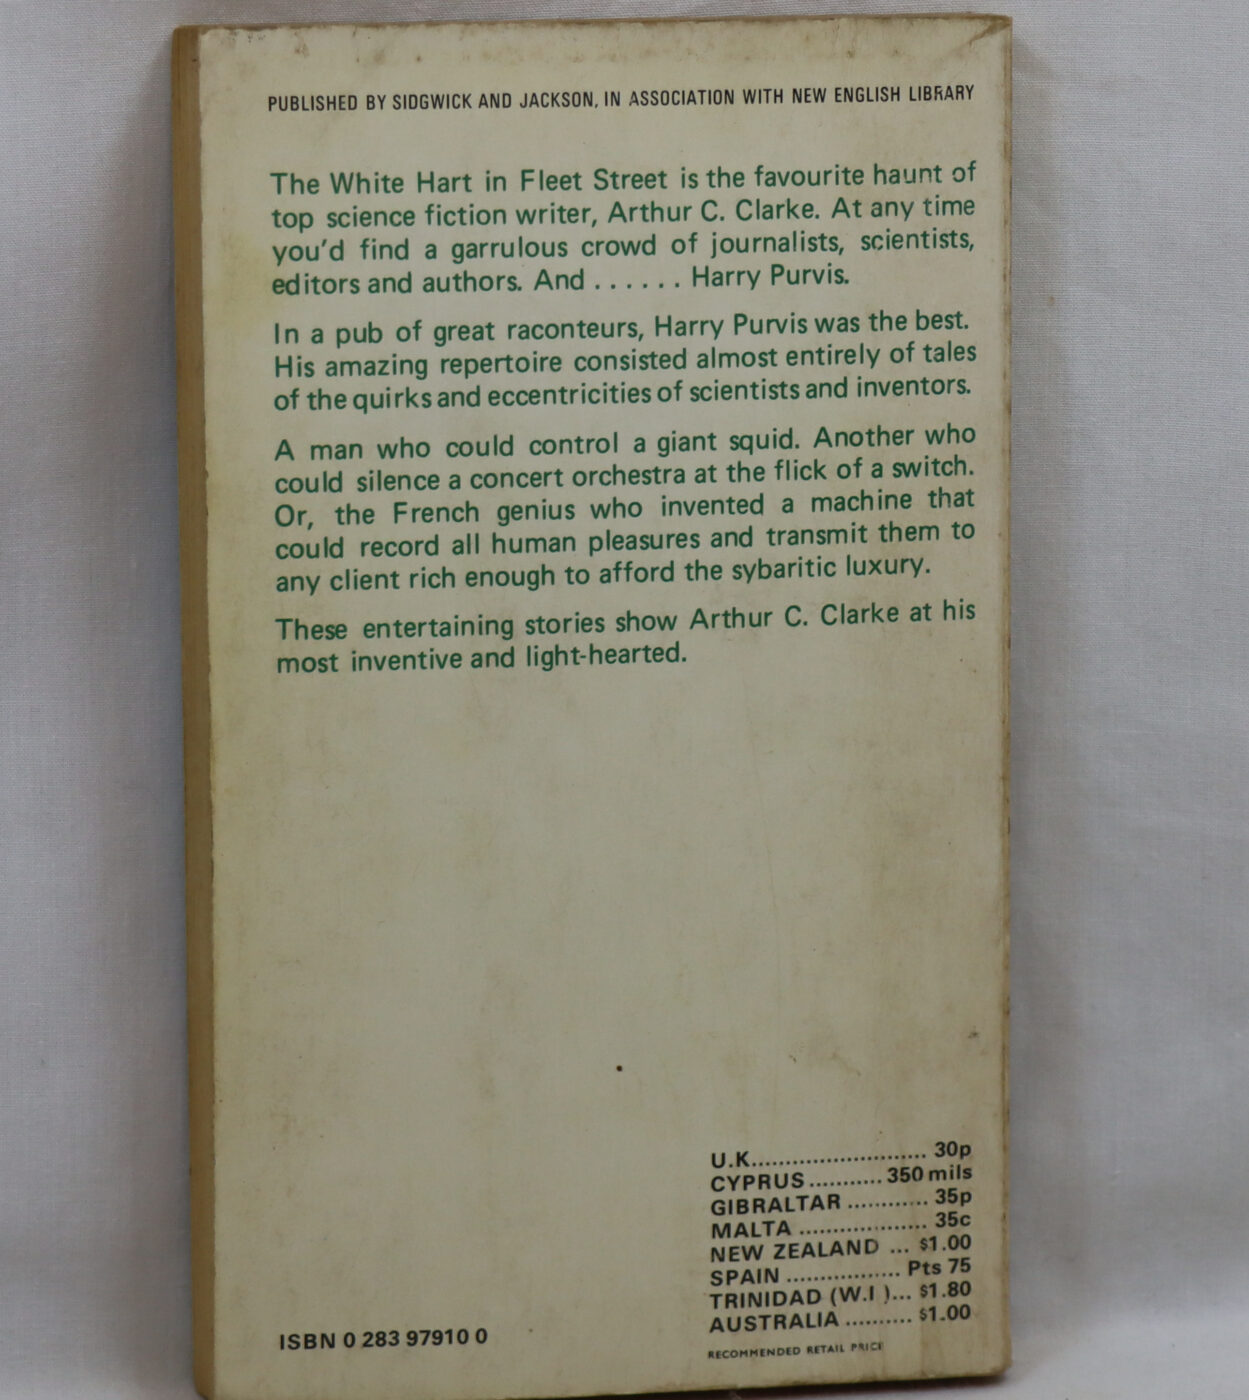 PUBLISHED BY SIDGWICK AND JACKSON, IN ASSOCIATION WITH NEW ENGLISH LIBRARY
The White Hart in Fleet Street is the favourite haunt of
top science fiction writer, Arthur C. Clarke. At any time
you'd find a garrulous crowd of journalists, scientists,
editors and authors. And . . . . . . Harry Purvis.
In a pub of great raconteurs, Harry Purvis was the best.
His amazing repertoire consisted almost entirely of tales
of the quirks and eccentricities of scientists and inventors.
A man who could control a giant squid. Another who
could silence a concert orchestra at the flick of a switch.
Or, the French genius who invented a machine that
could record all human pleasures and transmit them to
any client rich enough to afford the sybaritic luxury.
These entertaining stories show Arthur C. Clarke at his
most inventive and light-hearted.
U.K.......................... 30p
CYPRUS ........... 350 mils
GIBRALTAR ............ 35p
MALTA ................... 35c
NEW ZEALAND ... $1.00
SPAIN ................. Pts 75
TRINIDAD (W.I )... $1.80
AUSTRALIA .......... $1.00
RECOMMENDED RETAIL PRICE
ISBN 0 283 97910 0